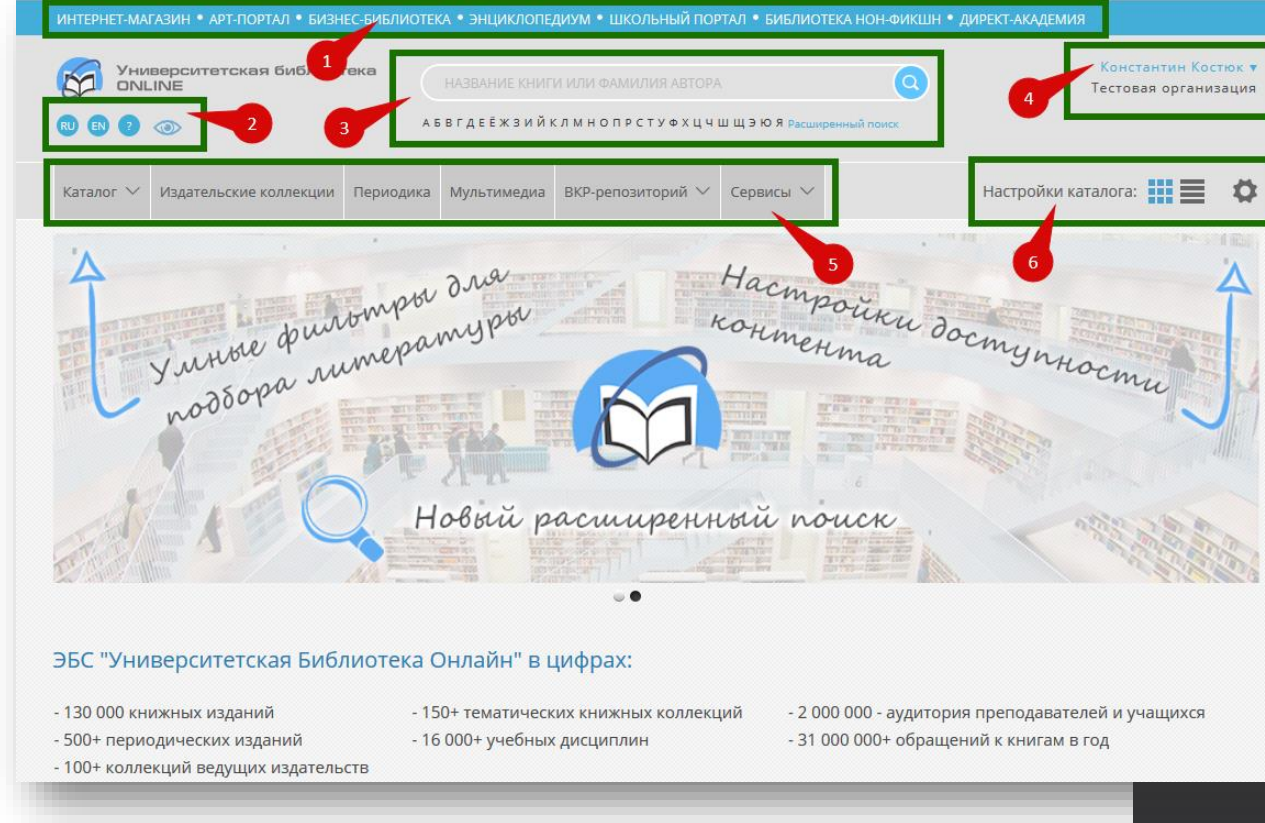 ИНТЕРНЕТ-МАГАЗИН • АРТ-ПОРТАЛ • БИЗНЕС-БИБЛИОТЕКА • ЭНЦИКЛОПЕДИУМ • ШКОЛЬНЫЙ ПОРТАЛ • БИБЛИОТЕКА НОН-ФИКШН • ДИРЕКТ-АКАДЕМИЯ
1
Университетская библиотека
ONLINE
RU EN ?
2
НАЗВАНИЕ КНИГИ ИЛИ ФАМИЛИЯ АВТОРА
3
А Б В Г Д Е Ё Ж З И Й К Л М Н О П Р С Т У Ф Х Ц Ч Ш Щ Э Ю Я Расширенный поиск
4
Константин Костюк ▾
Тестовая организация
Каталог Издательские коллекции Периодика Мультимедиа ВКР-репозиторий Сервисы
5
Настройки каталога:
6
Умные фильтры для
подбора литературы
Настройки доступности
контента
Новый расширенный поиск
ЭБС "Университетская Библиотека Онлайн" в цифрах:
- 130 000 книжных изданий
- 500+ периодических изданий
- 100+ коллекций ведущих издательств
- 150+ тематических книжных коллекций
- 16 000+ учебных дисциплин
- 2 000 000 - аудитория преподавателей и учащихся
- 31 000 000+ обращений к книгам в год